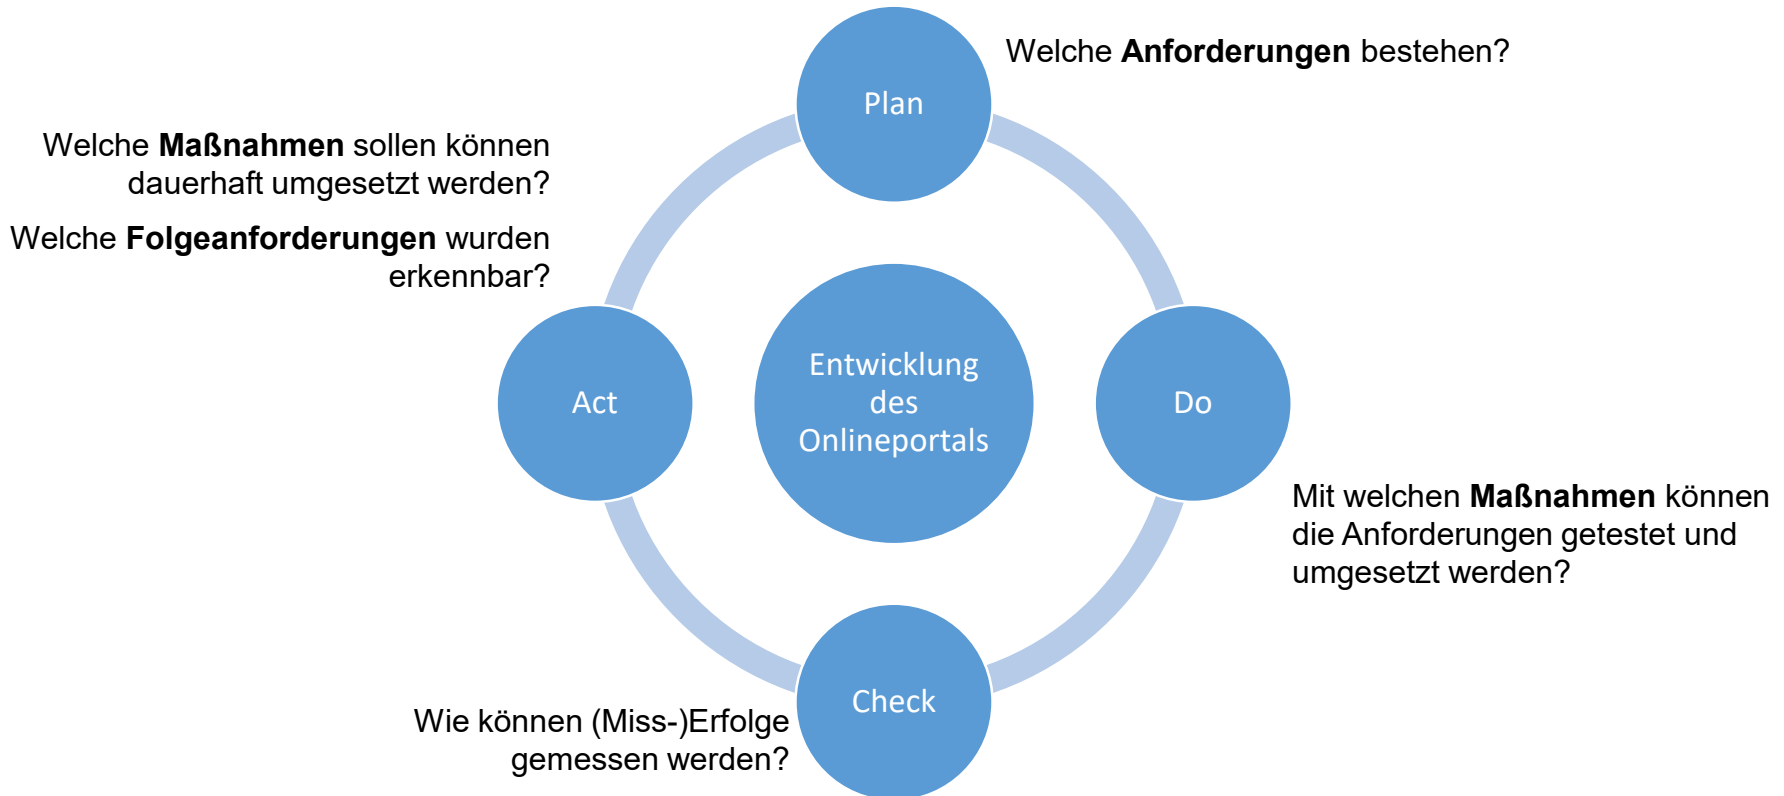 Plan
Welche Anforderungen bestehen?
Welche Maßnahmen sollen können
dauerhaft umgesetzt werden?
Welche Folgeanforderungen wurden
erkennbar?
Act
Entwicklung
des
Onlineportals
Do
Mit welchen Maßnahmen können
die Anforderungen getestet und
umgesetzt werden?
Check
Wie können (Miss-)Erfolge
gemessen werden?